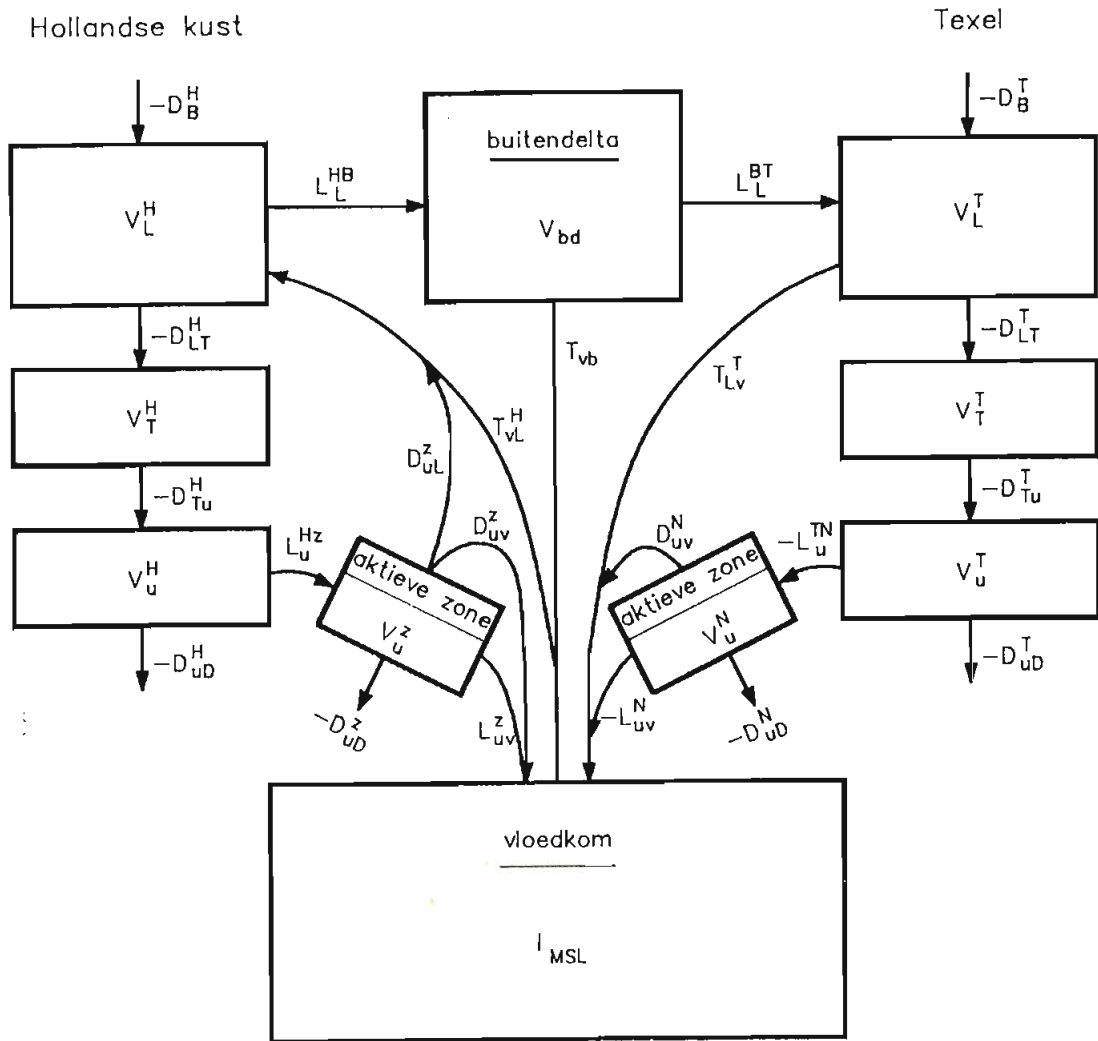 Hollandse kust
Texel
−D_B^H
−D_B^T
buitendelta
V_bd
V_L^H
L_L^HB
L_L^BT
V_L^T
−D_LT^H
−D_LT^T
T_vb
T_Lv^T
V_T^H
V_T^T
T_vL^H
D_uL^z
−D_Tu^H
−D_Tu^T
V_u^H
L_u^Hz
D_uv^z
D_uv^N
−L_u^TN
V_u^T
aktieve zone
V_u^z
aktieve zone
V_u^N
−D_uD^H
−D_uD^T
−D_uD^z
L_uv^z
−L_uv^N
−D_uD^N
vloedkom
I_MSL